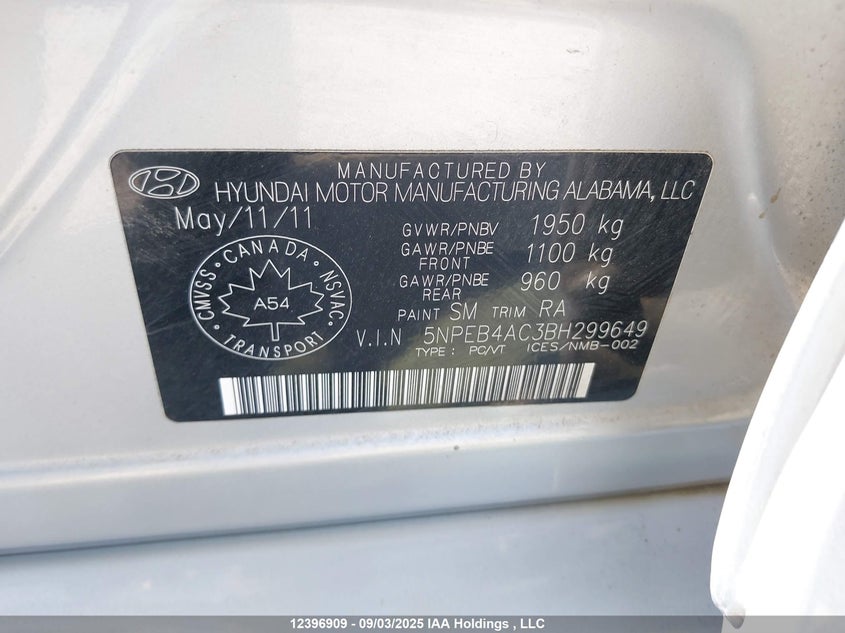 MANUFACTURED BY
HYUNDAI MOTOR MANUFACTURING ALABAMA, LLC
May/11/11
GVWR/PNBV 1950 kg
GAWR/PNBE FRONT 1100 kg
GAWR/PNBE REAR 960 kg
PAINT SM TRIM RA
V.I.N 5NPEB4AC3BH299649
TYPE : PC/VT ICES/NMB-002
CMVSS • CANADA • NSVAC
A54
TRANSPORT
12396909 - 09/03/2025 IAA Holdings , LLC